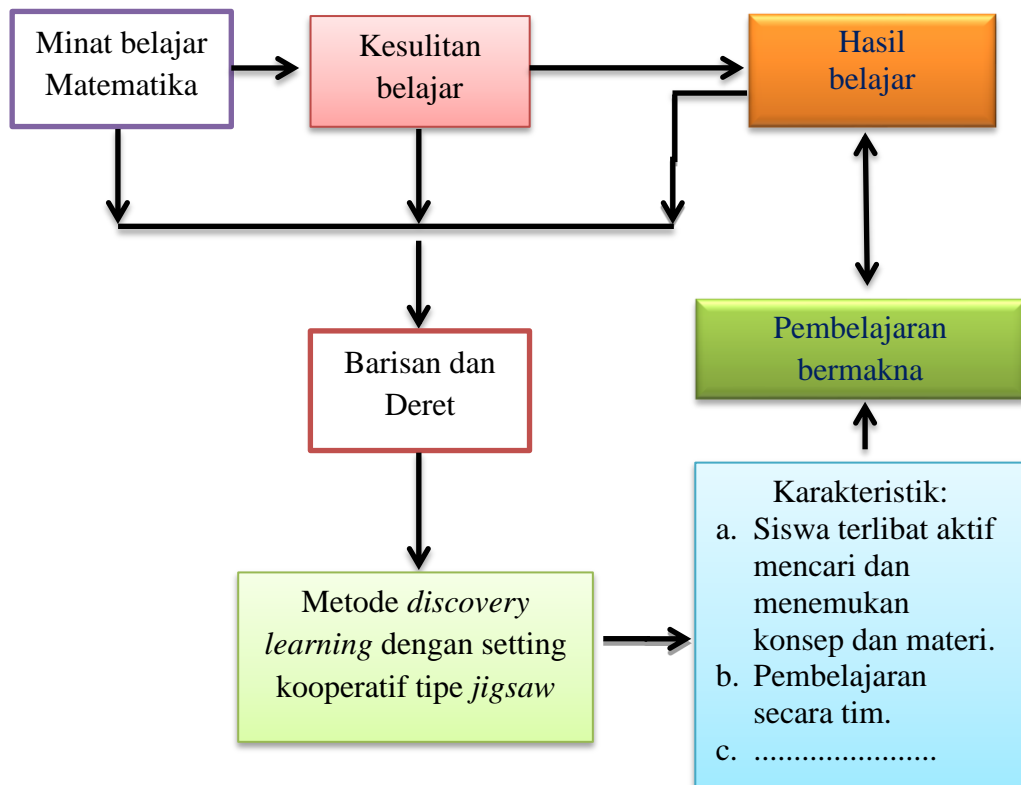 Minat belajar
Matematika
Kesulitan
belajar
Hasil
belajar
Pembelajaran
bermakna
Barisan dan
Deret
Metode discovery
learning dengan setting
kooperatif tipe jigsaw
Karakteristik:
a. Siswa terlibat aktif
mencari dan
menemukan
konsep dan materi.
b. Pembelajaran
secara tim.
c. ........................